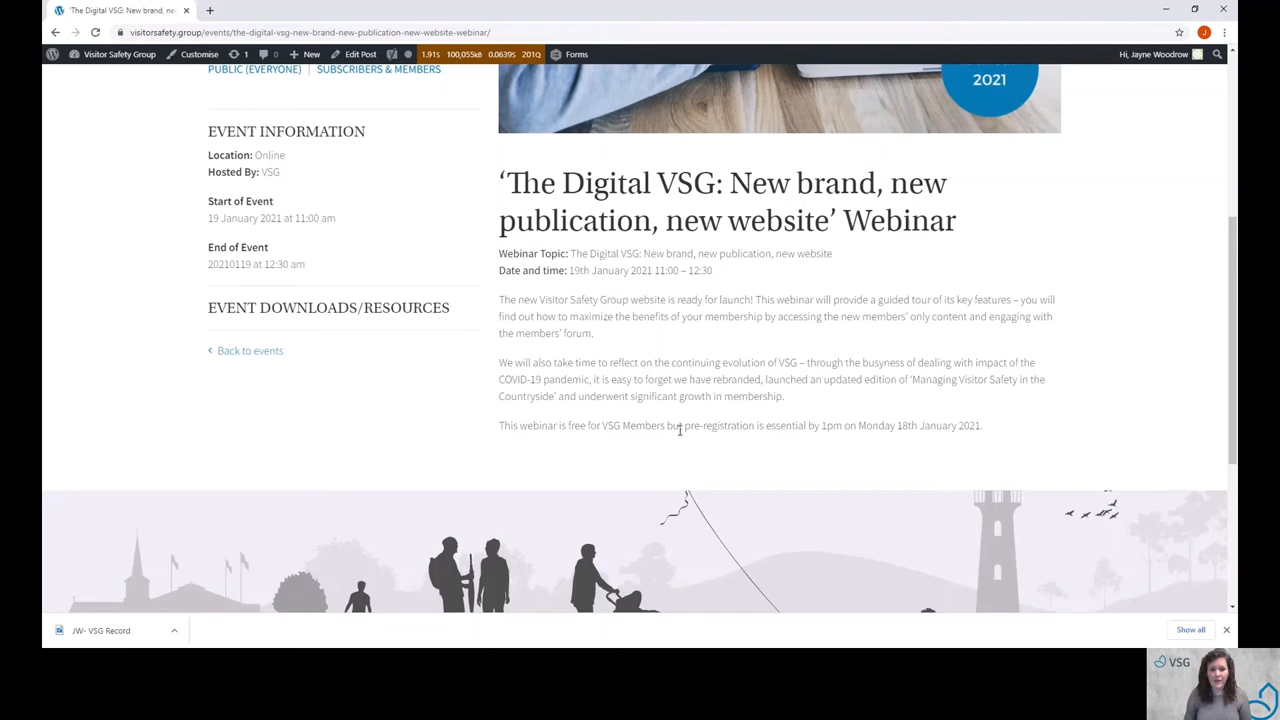 'The Digital VSG: New brand, ne
visitorsafety.group/events/the-digital-vsg-new-brand-new-publication-new-website-webinar/
Visitor Safety Group
Customise
1
0
New
Edit Post
1.91s 100,055kB 0.0639s 201Q
Forms
Hi, Jayne Woodrow
PUBLIC (EVERYONE) | SUBSCRIBERS & MEMBERS
2021
EVENT INFORMATION
Location: Online
Hosted By: VSG
Start of Event
19 January 2021 at 11:00 am
End of Event
20210119 at 12:30 am
EVENT DOWNLOADS/RESOURCES
Back to events
‘The Digital VSG: New brand, new
publication, new website’ Webinar
Webinar Topic: The Digital VSG: New brand, new publication, new website
Date and time: 19th January 2021 11:00 – 12:30
The new Visitor Safety Group website is ready for launch! This webinar will provide a guided tour of its key features – you will
find out how to maximize the benefits of your membership by accessing the new members’ only content and engaging with
the members’ forum.
We will also take time to reflect on the continuing evolution of VSG – through the busyness of dealing with impact of the
COVID-19 pandemic, it is easy to forget we have rebranded, launched an updated edition of ‘Managing Visitor Safety in the
Countryside’ and underwent significant growth in membership.
This webinar is free for VSG Members but pre-registration is essential by 1pm on Monday 18th January 2021.
JW- VSG Record
Show all
VSG